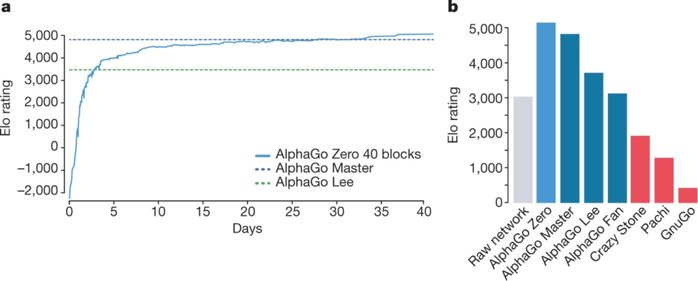 a
Elo rating
5,000
4,000
3,000
2,000
1,000
0
−1,000
−2,000
0
5
10
15
20
25
30
35
40
Days
AlphaGo Zero 40 blocks
AlphaGo Master
AlphaGo Lee
b
Elo rating
5,000
4,000
3,000
2,000
1,000
0
Raw network
AlphaGo Zero
AlphaGo Master
AlphaGo Lee
AlphaGo Fan
Crazy Stone
Pachi
GnuGo